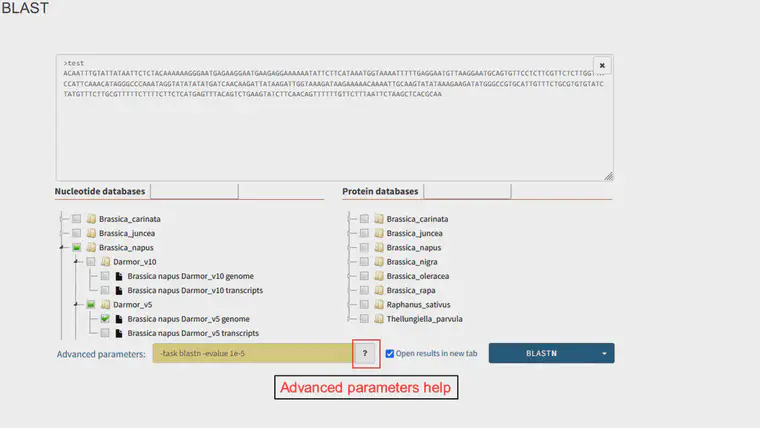 BLAST
>test
ACAATTTGTATTATAATTCTCTACAAAAAAGGGAATGAGAAGGAATGAAGAGGAAAAAATATTCTTCATAAATGGTAAAATTTTTGAGGAATGTTAAGGAATGCAGTGTTCCTCTTCGTTCTCTTGGT
CCATTCAAACATAGGGCCCAAATAGGTATATATATGATCAACAAGATTATAAGATTGGTAAAGATAAGAAAAACAAAATTGCAAGTATATAAAGAAGATATGGGCCGTGCATTGTTTCTGCGTGTGTATC
TATGTTTCTTGCGTTTTTCTTTTCTTCTCATGAGTTTACAGTCTGAAGTATCTTCAACAGTTTTTTGTTCTTTAATTCTAAGCTCACGCAA
Nucleotide databases
Protein databases
Brassica_carinata
Brassica_carinata
Brassica_juncea
Brassica_juncea
Brassica_napus
Brassica_napus
Darmor_v10
Brassica_nigra
Brassica napus Darmor_v10 genome
Brassica_oleracea
Brassica napus Darmor_v10 transcripts
Brassica_rapa
Darmor_v5
Raphanus_sativus
Brassica napus Darmor_v5 genome
Thellungiella_parvula
Brassica napus Darmor_v5 transcripts
Advanced parameters:
-task blastn -evalue 1e-5
?
Open results in new tab
BLASTN
Advanced parameters help